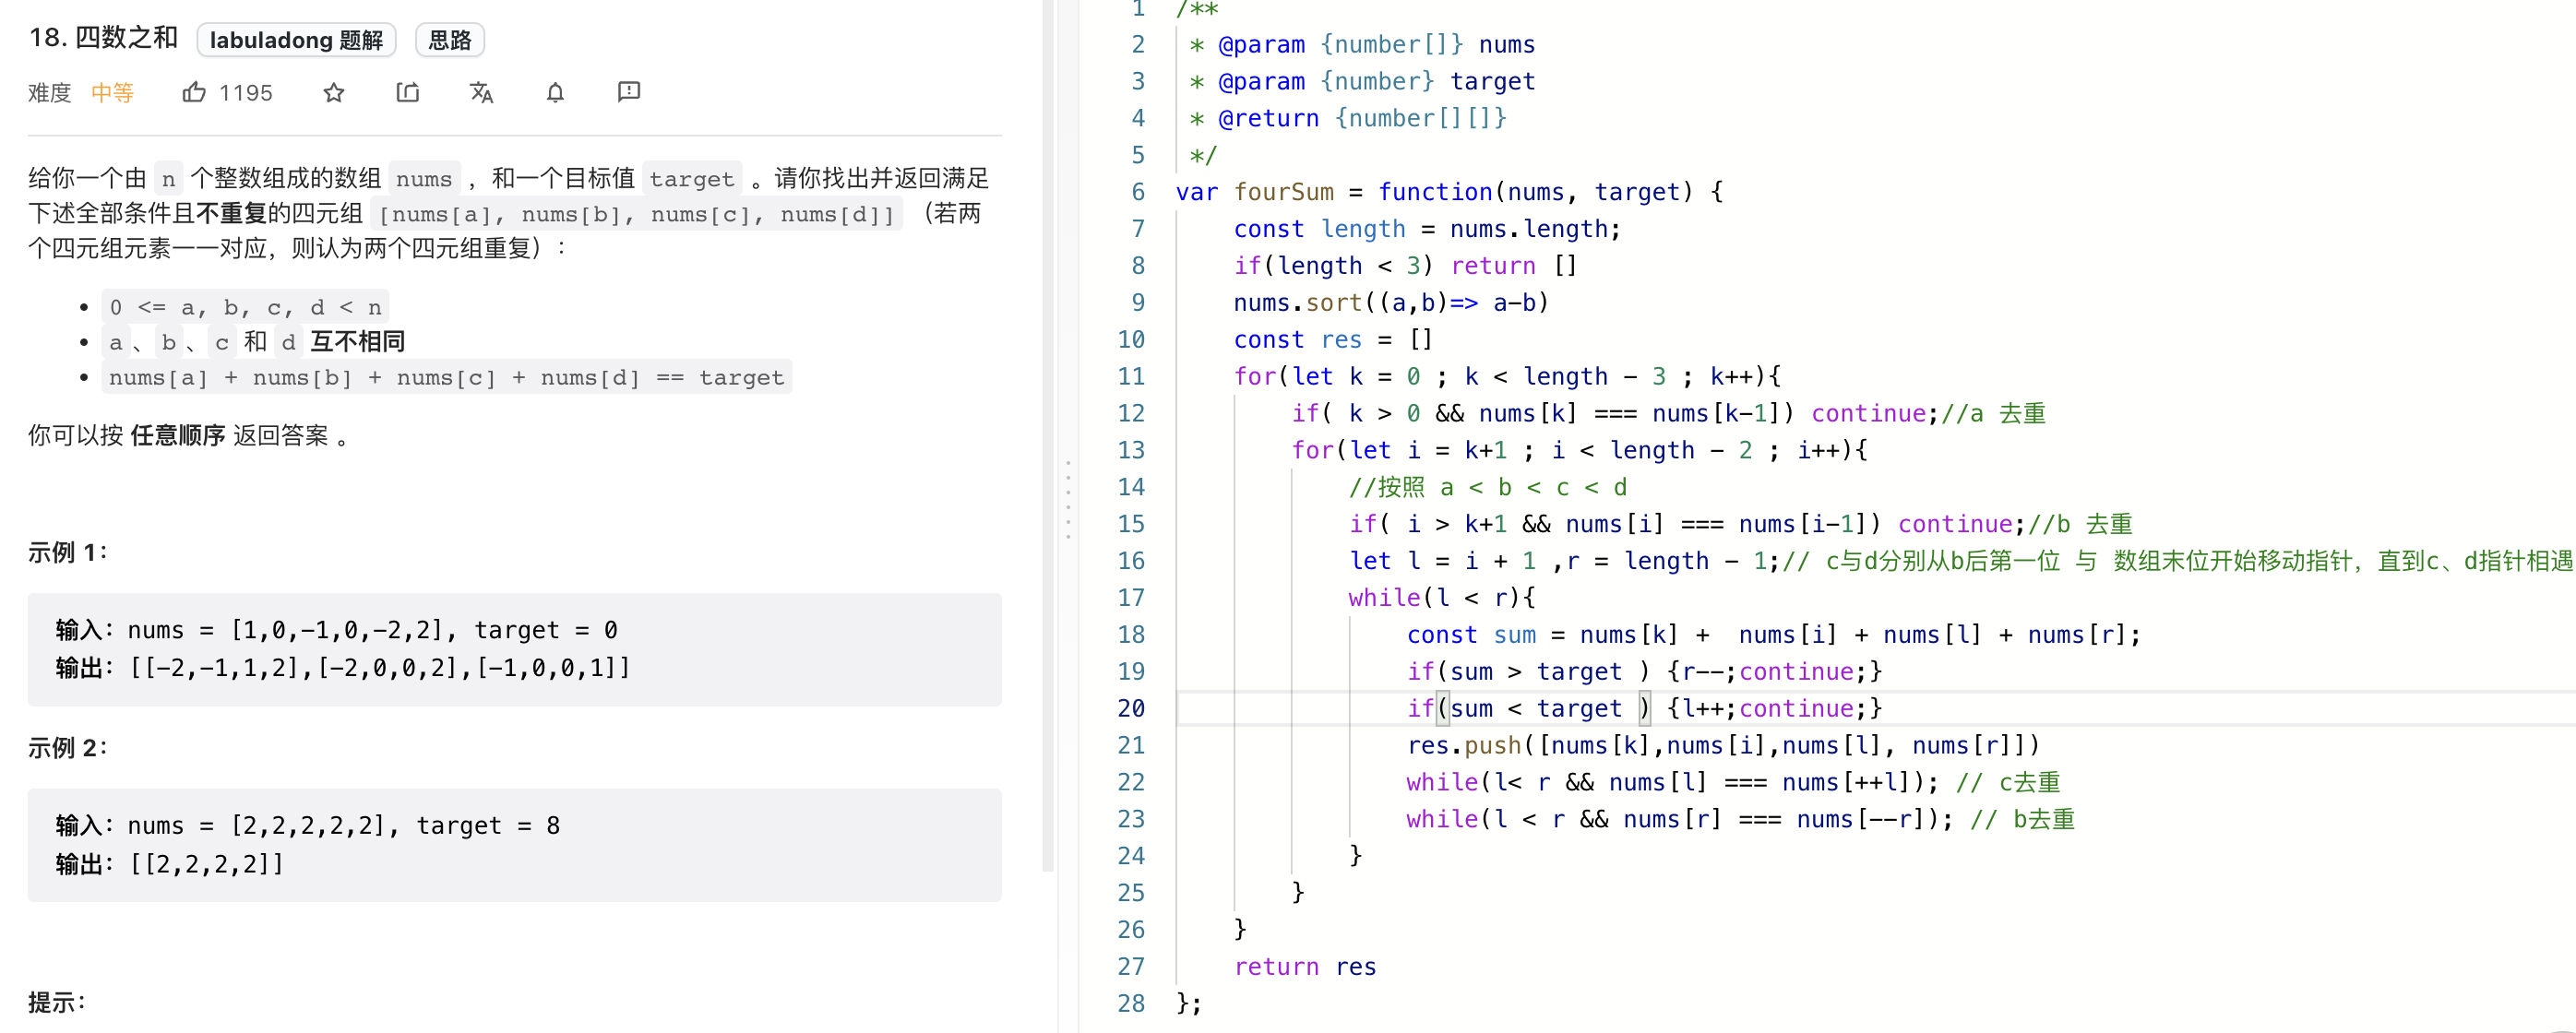 18. 四数之和 labuladong 题解 思路
难度 中等 1195
给你一个由 n 个整数组成的数组 nums ，和一个目标值 target 。请你找出并返回满足
下述全部条件且不重复的四元组 [nums[a], nums[b], nums[c], nums[d]] （若两
个四元组元素一一对应，则认为两个四元组重复）：
• 0 <= a, b, c, d < n
• a、b、c 和 d 互不相同
• nums[a] + nums[b] + nums[c] + nums[d] == target
你可以按 任意顺序 返回答案 。
示例 1：
输入：nums = [1,0,-1,0,-2,2], target = 0
输出：[[-2,-1,1,2],[-2,0,0,2],[-1,0,0,1]]
示例 2：
输入：nums = [2,2,2,2,2], target = 8
输出：[[2,2,2,2]]
提示：
1 /**
2 * @param {number[]} nums
3 * @param {number} target
4 * @return {number[][]}
5 */
6 var fourSum = function(nums, target) {
7 const length = nums.length;
8 if(length < 3) return []
9 nums.sort((a,b)=> a-b)
10 const res = []
11 for(let k = 0 ; k < length - 3 ; k++){
12 if( k > 0 && nums[k] === nums[k-1]) continue;//a 去重
13 for(let i = k+1 ; i < length - 2 ; i++){
14 //按照 a < b < c < d
15 if( i > k+1 && nums[i] === nums[i-1]) continue;//b 去重
16 let l = i + 1 ,r = length - 1;// c与d分别从b后第一位 与 数组末位开始移动指针，直到c、d指针相遇
17 while(l < r){
18 const sum = nums[k] +  nums[i] + nums[l] + nums[r];
19 if(sum > target ) {r--;continue;}
20 if(sum < target ) {l++;continue;}
21 res.push([nums[k],nums[i],nums[l], nums[r]])
22 while(l< r && nums[l] === nums[++l]); // c去重
23 while(l < r && nums[r] === nums[--r]); // b去重
24 }
25 }
26 }
27 return res
28 };